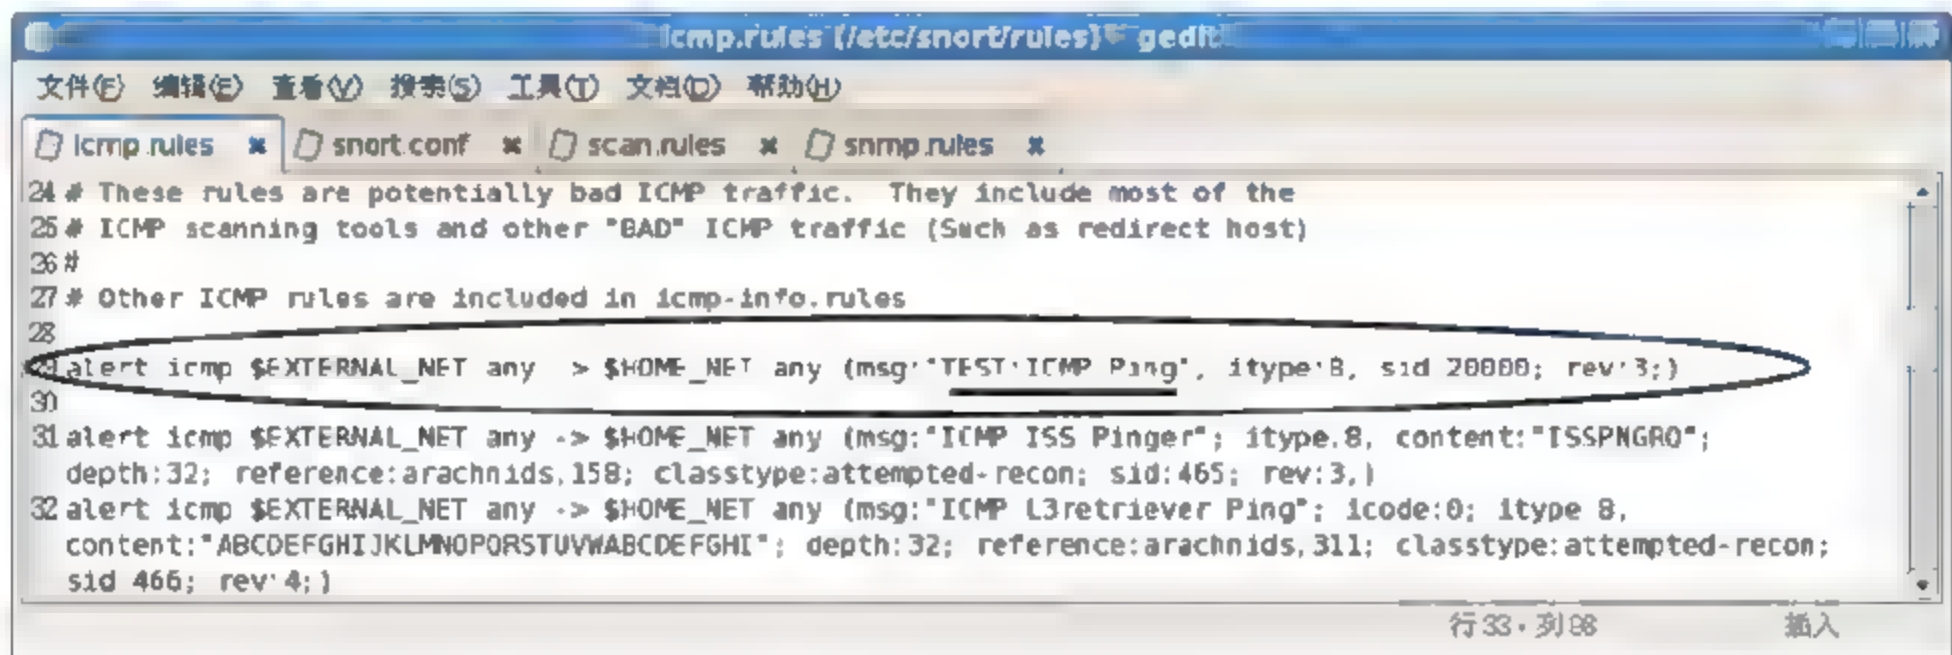 icmp.rules (/etc/snort/rules) - gedit
文件(F) 编辑(E) 查看(V) 搜索(S) 工具(T) 文档(D) 帮助(H)
icmp.rules snort.conf scan.rules snmp.rules
24 # These rules are potentially bad ICMP traffic. They include most of the
25 # ICMP scanning tools and other "BAD" ICMP traffic (Such as redirect host)
26 #
27 # Other ICMP rules are included in icmp-info.rules
28
29 alert icmp $EXTERNAL_NET any -> $HOME_NET any (msg:"TEST:ICMP Ping"; itype:8; sid:20000; rev:3;)
30
31 alert icmp $EXTERNAL_NET any -> $HOME_NET any (msg:"ICMP ISS Pinger"; itype:8; content:"ISSPNGRQ";
depth:32; reference:arachnids,158; classtype:attempted-recon; sid:465; rev:3;)
32 alert icmp $EXTERNAL_NET any -> $HOME_NET any (msg:"ICMP L3retriever Ping"; icode:0; itype:8;
content:"ABCDEFGHIJKLMNOPQRSTUVWABCDEFGHI"; depth:32; reference:arachnids,311; classtype:attempted-recon;
sid:466; rev:4;)
行 33, 列 98 插入